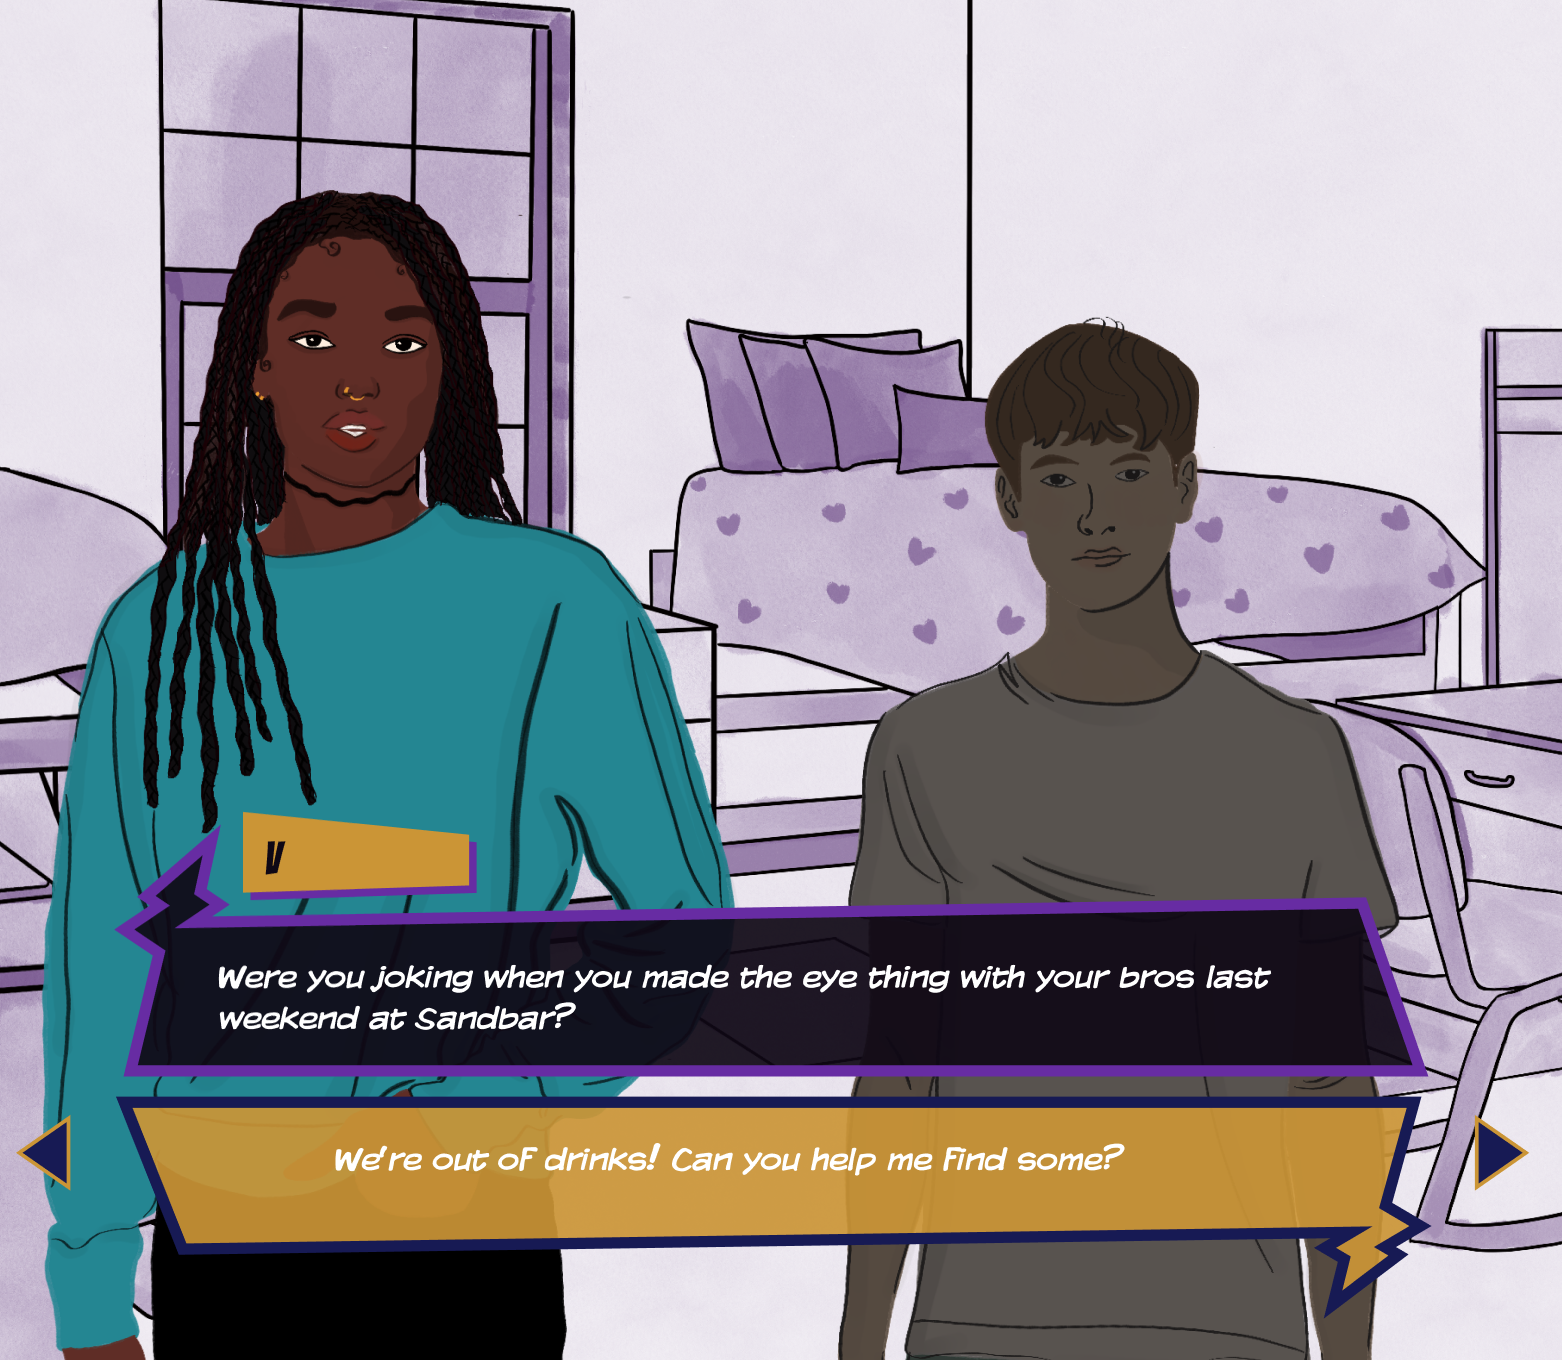 V
Were you joking when you made the eye thing with your bros last
weekend at Sandbar?
We're out of drinks! Can you help me find some?